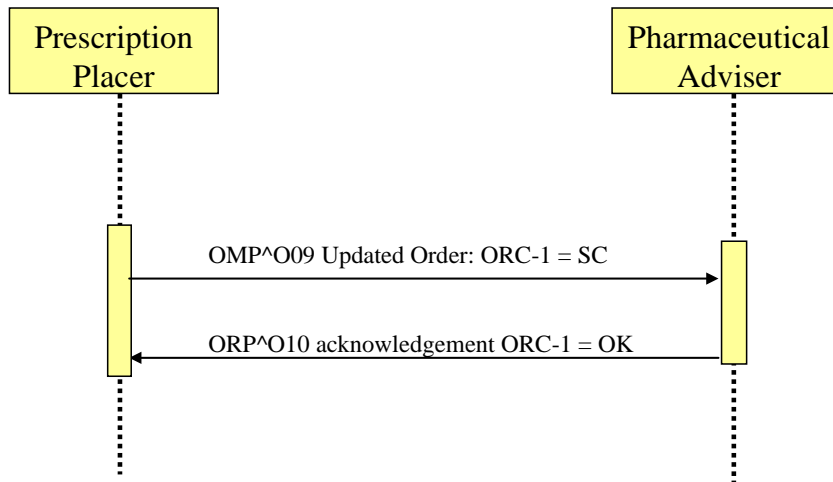 Prescription
Placer
Pharmaceutical
Adviser
OMP^O09 Updated Order: ORC-1 = SC
ORP^O10 acknowledgement ORC-1 = OK